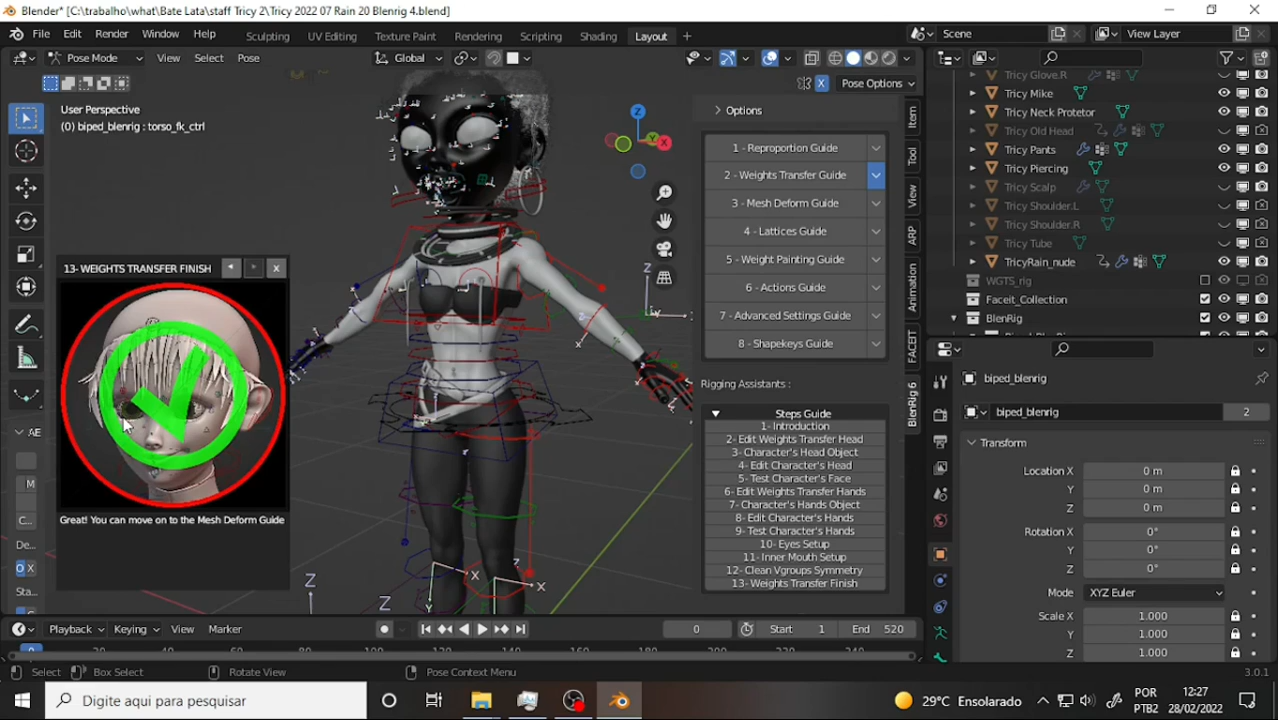 Blender* [C:\trabalho\what\Bate Lata\staff Tricy 2\Tricy 2022 07 Rain 20 Blenrig 4.blend]
File Edit Render Window Help Sculpting UV Editing Texture Paint Rendering Scripting Shading Layout Scene View Layer
Pose Mode View Select Pose Global
X Pose Options
User Perspective
(0) biped_blenrig : torso_fk_ctrl
Options
1 - Reproportion Guide
2 - Weights Transfer Guide
3 - Mesh Deform Guide
4 - Lattices Guide
5 - Weight Painting Guide
6 - Actions Guide
7 - Advanced Settings Guide
8 - Shapekeys Guide
Rigging Assistants :
Steps Guide
1- Introduction
2- Edit Weights Transfer Head
3- Character's Head Object
4- Edit Character's Head
5- Test Character's Face
6- Edit Weights Transfer Hands
7- Character's Hands Object
8- Edit Character's Hands
9- Test Character's Hands
10- Eyes Setup
11- Inner Mouth Setup
12- Clean Vgroups Symmetry
13- Weights Transfer Finish
Item
Tool
View
ARP
Animation
FACEIT
BlenRig 6
13- WEIGHTS TRANSFER FINISH
Great! You can move on to the Mesh Deform Guide
AE
M
C...
De...
O X
Sta...
Z
X
Y
Z
Z
X
Z
X
Z
Tricy Glove.R
Tricy Mike
Tricy Neck Protetor
Tricy Old Head
Tricy Pants
Tricy Piercing
Tricy Scalp
Tricy Shoulder.L
Tricy Shoulder.R
Tricy Tube
TricyRain_nude
WGTS_rig
Faceit_Collection
BlenRig
biped_blenrig
biped_blenrig 2
Transform
Location X 0 m
Y 0 m
Z 0 m
Rotation X 0°
Y 0°
Z 0°
Mode XYZ Euler
Scale X 1.000
Y 1.000
Z 1.000
Playback Keying View Marker 0 Start 1 End 520
Select Box Select Rotate View Pose Context Menu 3.0.1
Digite aqui para pesquisar 29°C Ensolarado POR 12:27
PTB2 28/02/2022